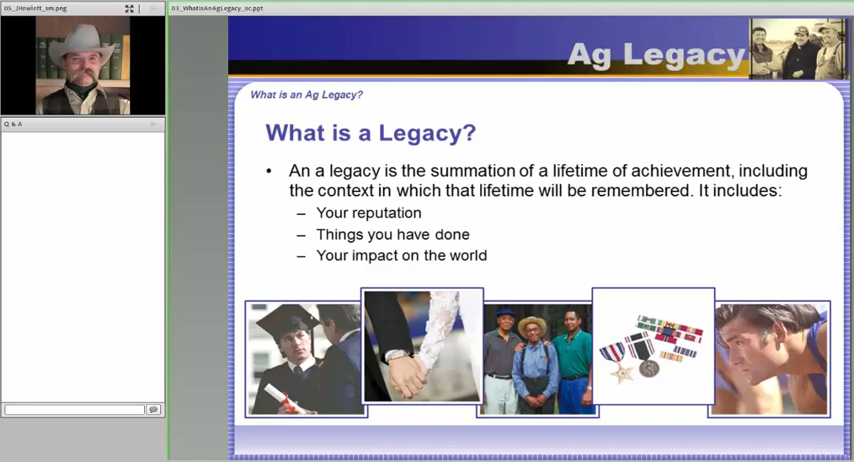 05_JHewlett_sm.png
03_WhatIsAnAgLegacy_oc.ppt
Q & A
Ag Legacy
What is an Ag Legacy?
What is a Legacy?
• An a legacy is the summation of a lifetime of achievement, including
the context in which that lifetime will be remembered. It includes:
– Your reputation
– Things you have done
– Your impact on the world